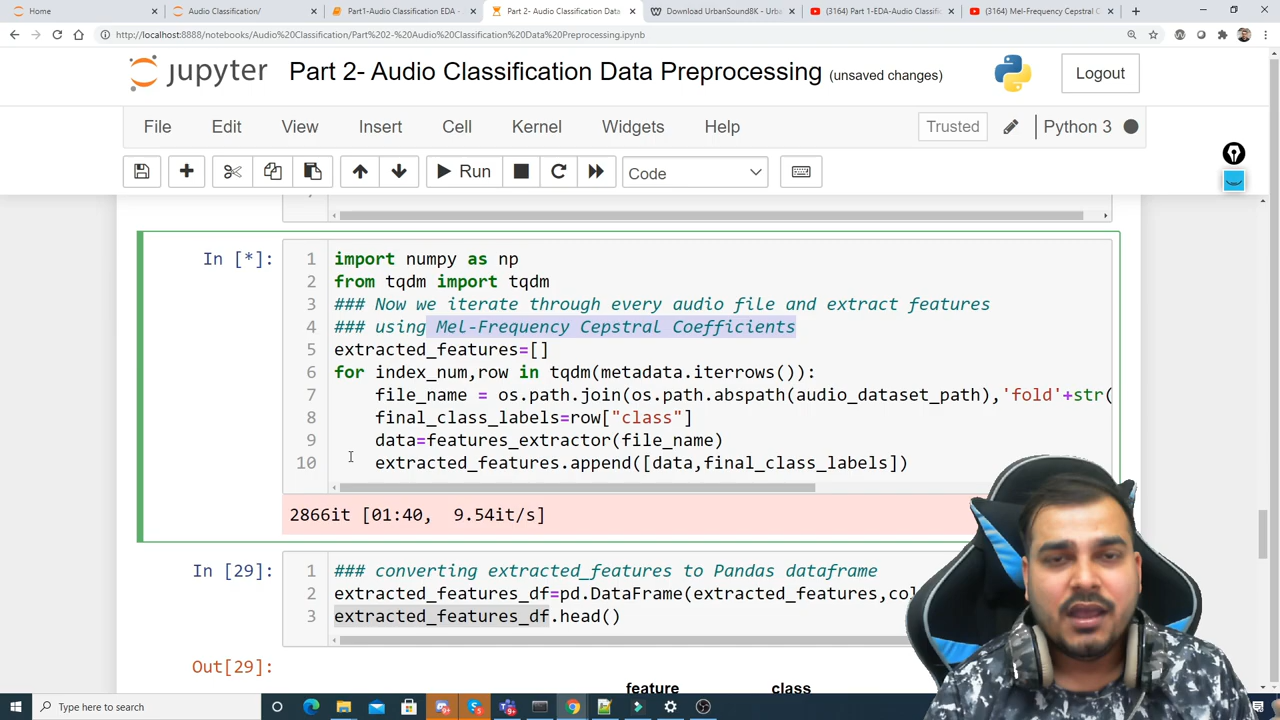 Home
Audio Classification/
Part1-Audio Classification EDA -
Part 2- Audio Classification Data
Download UrbanSound8K - Urb
(3164) Part 1-EDA-Audio Classifi
(3164) Mel-Frequency Cepstral C
http://localhost:8888/notebooks/Audio%20Classification/Part%202-%20Audio%20Classification%20Data%20Preprocessing.ipynb
jupyter Part 2- Audio Classification Data Preprocessing (unsaved changes)
Logout
File Edit View Insert Cell Kernel Widgets Help
Trusted
Python 3
Run
Code
In [*]:
1 import numpy as np
2 from tqdm import tqdm
3 ### Now we iterate through every audio file and extract features
4 ### using Mel-Frequency Cepstral Coefficients
5 extracted_features=[]
6 for index_num,row in tqdm(metadata.iterrows()):
7 file_name = os.path.join(os.path.abspath(audio_dataset_path),'fold'+str(
8 final_class_labels=row["class"]
9 data=features_extractor(file_name)
10 extracted_features.append([data,final_class_labels])
2866it [01:40, 9.54it/s]
In [29]:
1 ### converting extracted_features to Pandas dataframe
2 extracted_features_df=pd.DataFrame(extracted_features,col
3 extracted_features_df.head()
Out[29]:
feature class
Type here to search